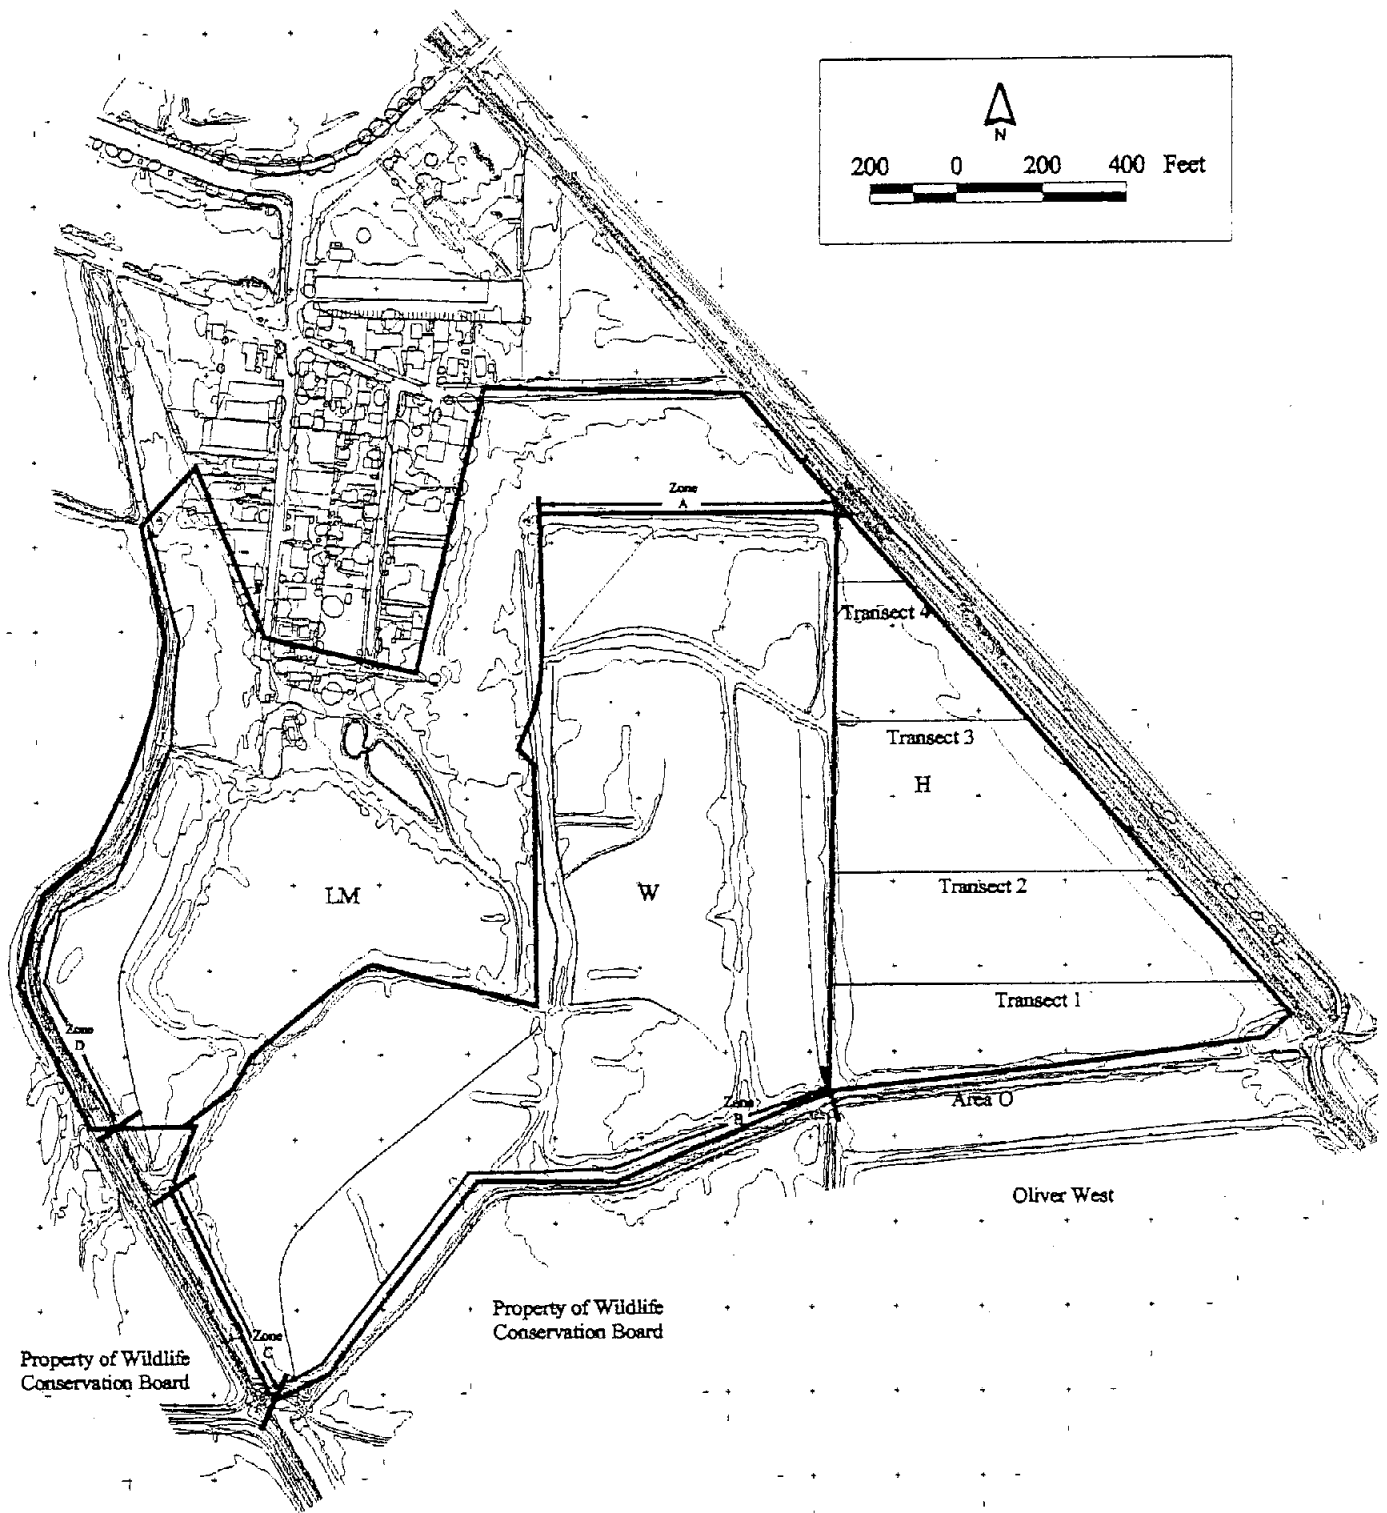 N
200 0 200 400 Feet
Zone
A
Transect 4
Transect 3
H
Transect 2
LM
W
Transect 1
Zone
D
Zone
B
Area O
Oliver West
Property of Wildlife
Conservation Board
Zone
C
Property of Wildlife
Conservation Board